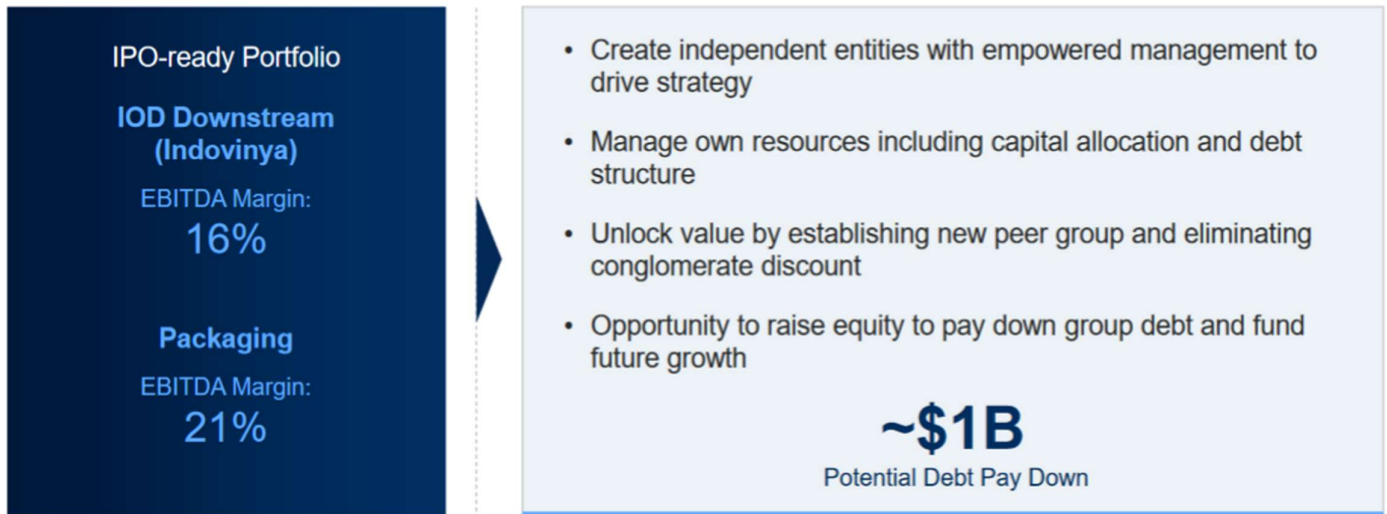 IPO-ready Portfolio
IOD Downstream
(Indovinya)
EBITDA Margin:
16%
Packaging
EBITDA Margin:
21%
• Create independent entities with empowered management to
drive strategy
• Manage own resources including capital allocation and debt
structure
• Unlock value by establishing new peer group and eliminating
conglomerate discount
• Opportunity to raise equity to pay down group debt and fund
future growth
~$1B
Potential Debt Pay Down